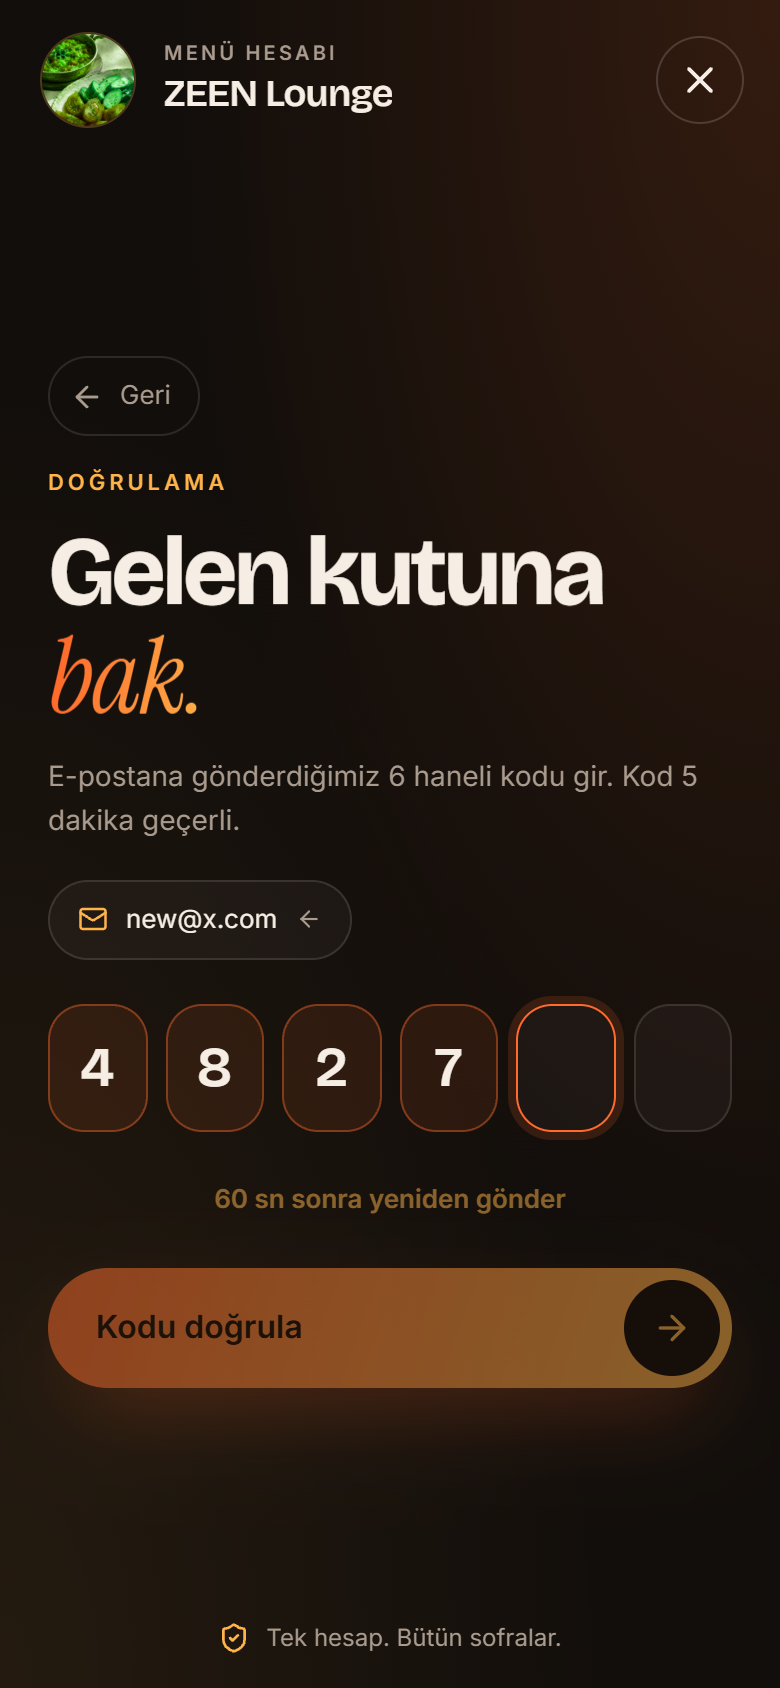 MENÜ HESABI
ZEEN Lounge
Geri
DOĞRULAMA
Gelen kutuna
bak.
E-postana gönderdiğimiz 6 haneli kodu gir. Kod 5
dakika geçerli.
new@x.com
4 8 2 7
60 sn sonra yeniden gönder
Kodu doğrula
Tek hesap. Bütün sofralar.